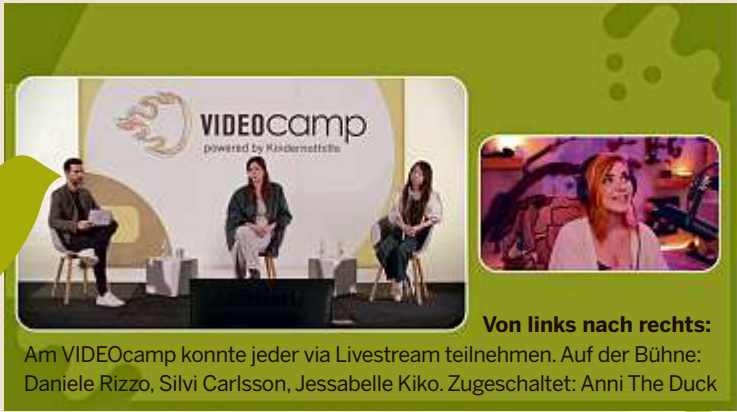 VIDEOcamp
powered by Kindernothilfe
Von links nach rechts:
Am VIDEOcamp konnte jeder via Livestream teilnehmen. Auf der Bühne:
Daniele Rizzo, Silvi Carlsson, Jessabelle Kiko. Zugeschaltet: Anni The Duck